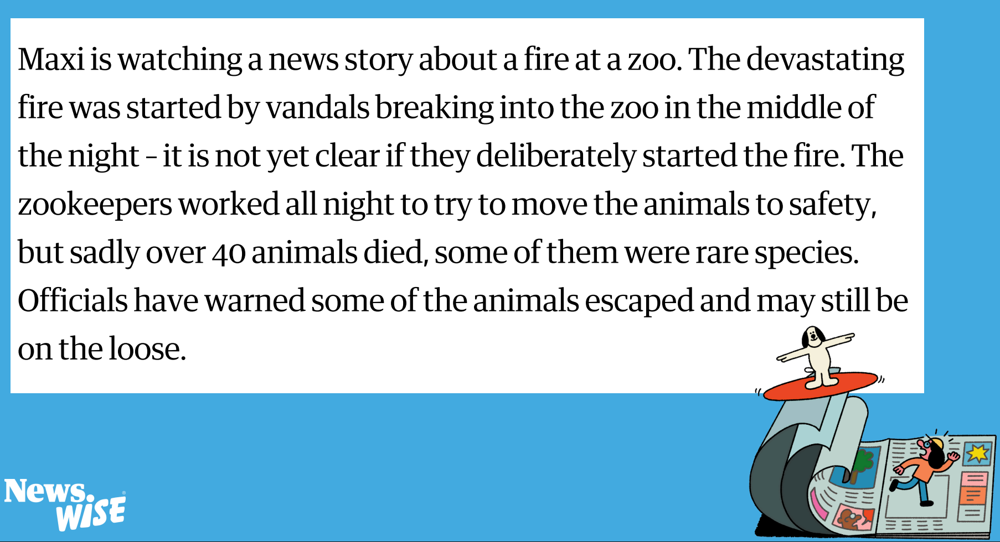 Maxi is watching a news story about a fire at a zoo. The devastating
fire was started by vandals breaking into the zoo in the middle of
the night – it is not yet clear if they deliberately started the fire. The
zookeepers worked all night to try to move the animals to safety,
but sadly over 40 animals died, some of them were rare species.
Officials have warned some of the animals escaped and may still be
on the loose.
News.
WISE®